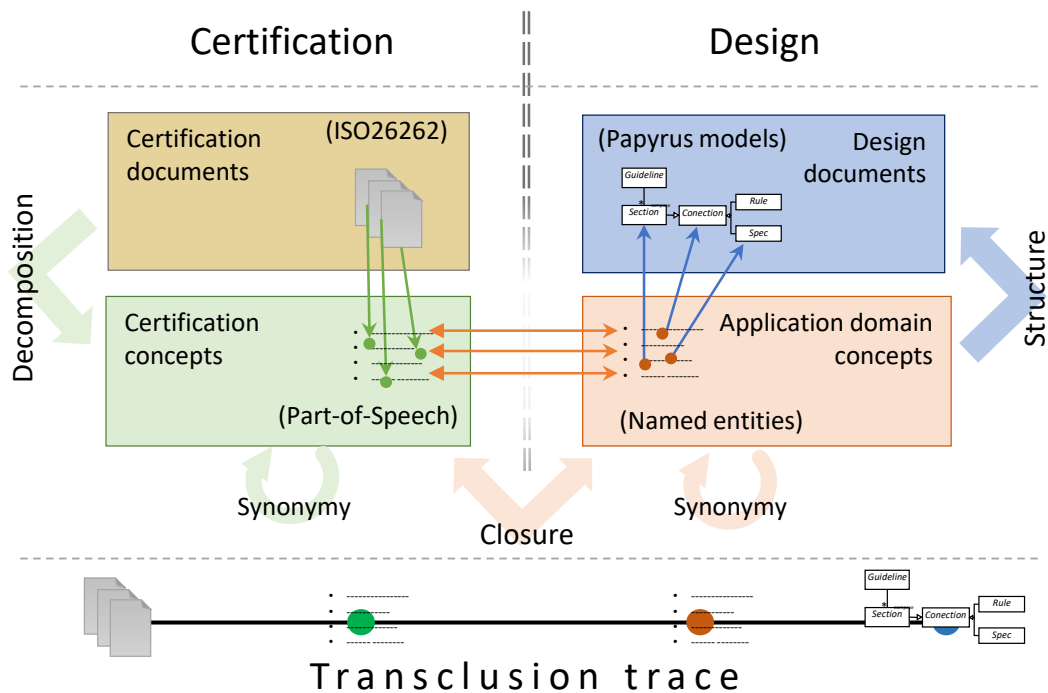 Certification
Design
Certification
documents
(ISO26262)
(Papyrus models)
Design
documents
Guideline
*
Section
Conection
Rule
Spec
Decomposition
Structure
Certification
concepts
(Part-of-Speech)
Application domain
concepts
(Named entities)
Synonymy
Closure
Synonymy
Guideline
*
Section
Conection
Rule
Spec
Transclusion trace